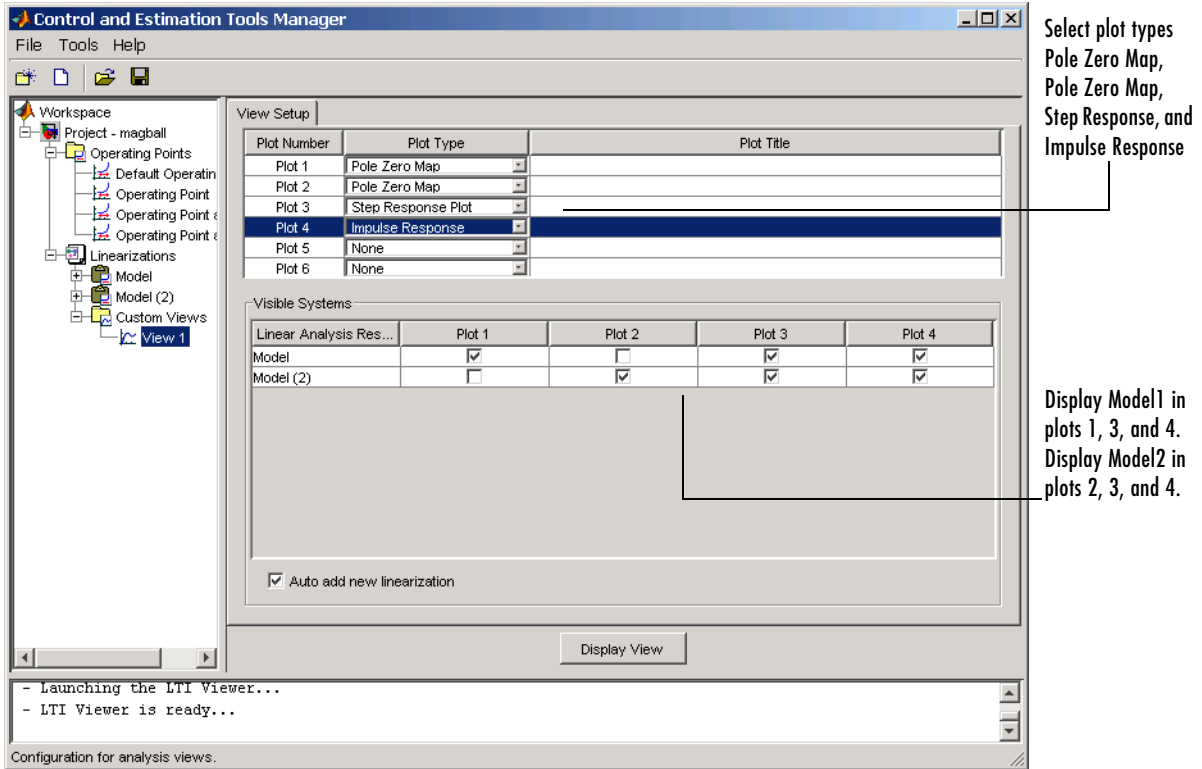 Control and Estimation Tools Manager
File Tools Help
Workspace
Project - magball
Operating Points
Default Operatin
Operating Point
Operating Point a
Operating Point a
Linearizations
Model
Model (2)
Custom Views
View 1
View Setup
Plot Number Plot Type Plot Title
Plot 1 Pole Zero Map
Plot 2 Pole Zero Map
Plot 3 Step Response Plot
Plot 4 Impulse Response
Plot 5 None
Plot 6 None
Visible Systems
Linear Analysis Res... Plot 1 Plot 2 Plot 3 Plot 4
Model
Model (2)
Auto add new linearization
Display View
- Launching the LTI Viewer...
- LTI Viewer is ready...
Configuration for analysis views.
Select plot types
Pole Zero Map,
Pole Zero Map,
Step Response, and
Impulse Response
Display Model1 in
plots 1, 3, and 4.
Display Model2 in
plots 2, 3, and 4.